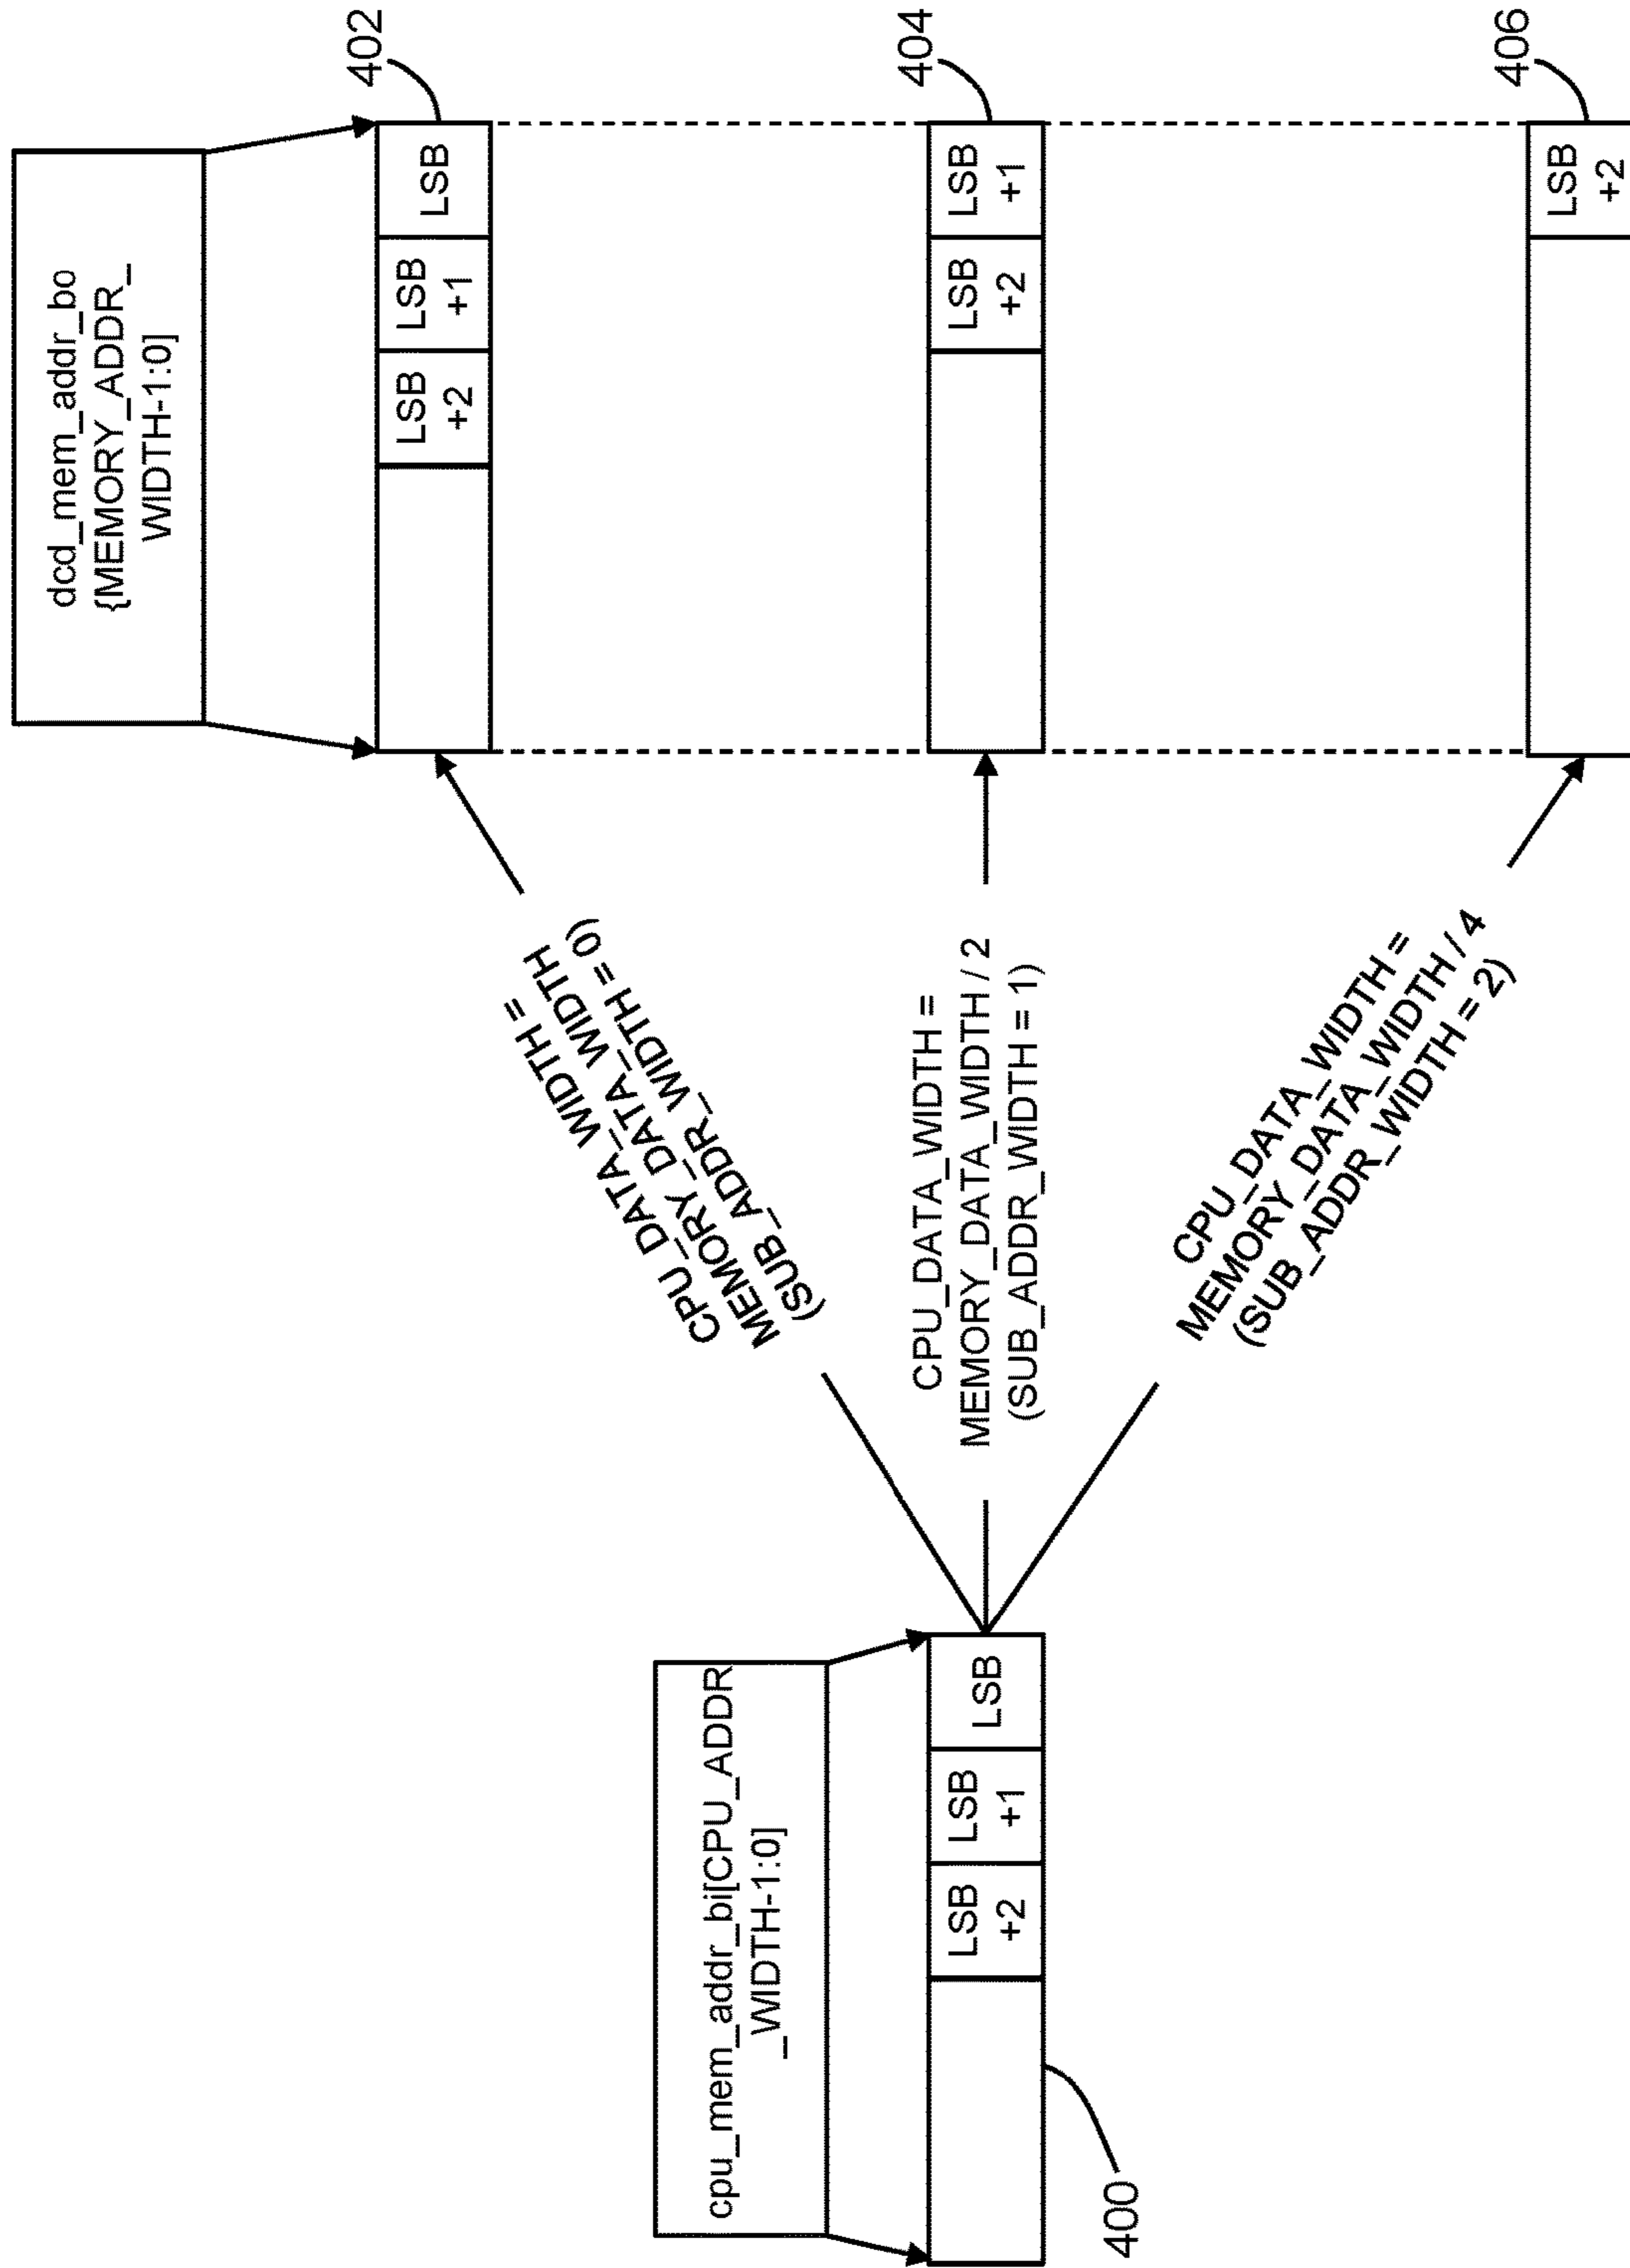 dcd_mem_addr_bo
{MEMORY_ADDR_
WIDTH-1:0]
402
LSB
+2
LSB
+1
LSB
CPU_DATA_WIDTH =
MEMORY_DATA_WIDTH
(SUB_ADDR_WIDTH = 0)
cpu_mem_addr_bi[CPU_ADDR
_WIDTH-1:0]
400
LSB
+2
LSB
+1
LSB
CPU_DATA_WIDTH =
MEMORY_DATA_WIDTH / 2
(SUB_ADDR_WIDTH = 1)
404
LSB
+2
LSB
+1
CPU_DATA_WIDTH =
MEMORY_DATA_WIDTH / 4
(SUB_ADDR_WIDTH = 2)
406
LSB
+2